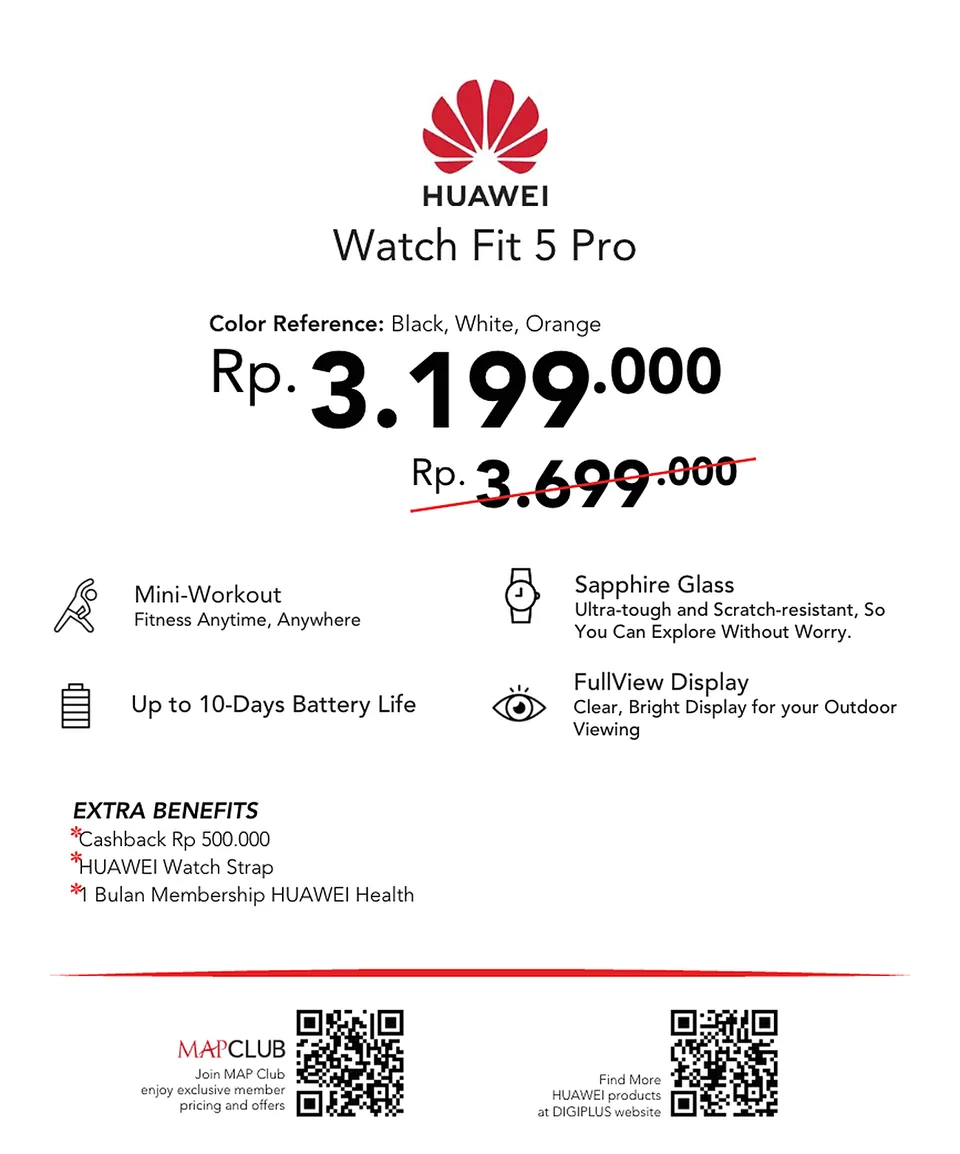 HUAWEI
Watch Fit 5 Pro
Color Reference: Black, White, Orange
Rp. 3.199.000
Rp. 3.699.000
Mini-Workout
Fitness Anytime, Anywhere
Sapphire Glass
Ultra-tough and Scratch-resistant, So
You Can Explore Without Worry.
Up to 10-Days Battery Life
FullView Display
Clear, Bright Display for your Outdoor
Viewing
EXTRA BENEFITS
*Cashback Rp 500.000
*HUAWEI Watch Strap
*1 Bulan Membership HUAWEI Health
MAPCLUB
Join MAP Club
enjoy exclusive member
pricing and offers
Find More
HUAWEI products
at DIGIPLUS website